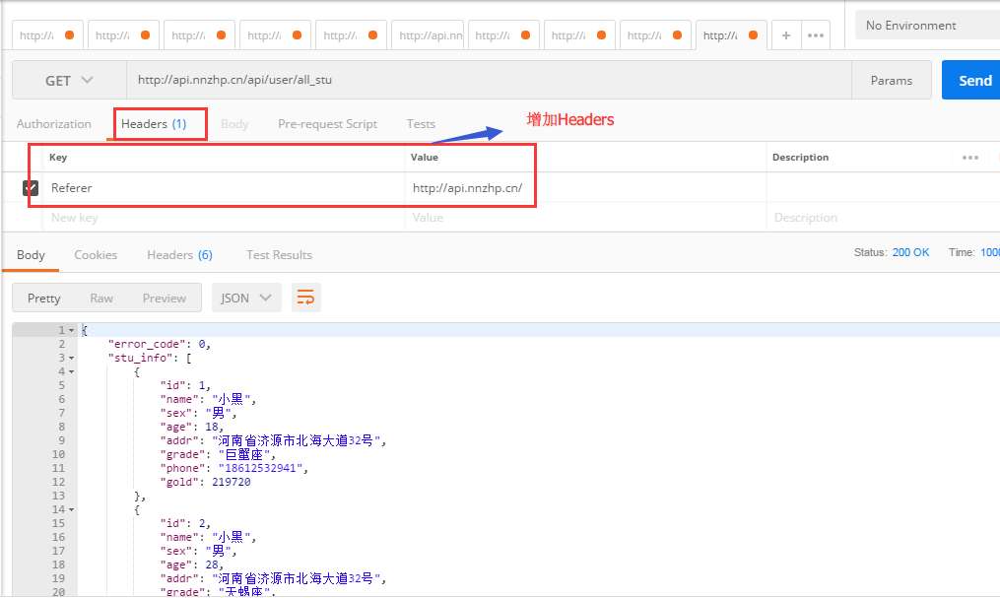 http:// http:// http:// http:// http:// http://api.nn http:// http:// http:// http:// + ••• No Environment
GET http://api.nnzhp.cn/api/user/all_stu Params Send
Authorization Headers (1) Body Pre-request Script Tests 增加Headers
Key Value Description •••
Referer http://api.nnzhp.cn/
New key Value Description
Body Cookies Headers (6) Test Results Status: 200 OK Time: 1000
Pretty Raw Preview JSON
1 {
2 "error_code": 0,
3 "stu_info": [
4 {
5 "id": 1,
6 "name": "小黑",
7 "sex": "男",
8 "age": 18,
9 "addr": "河南省济源市北海大道32号",
10 "grade": "巨蟹座",
11 "phone": "18612532941",
12 "gold": 219720
13 },
14 {
15 "id": 2,
16 "name": "小黑",
17 "sex": "男",
18 "age": 28,
19 "addr": "河南省济源市北海大道32号",
20 "grade": "天蝎座",